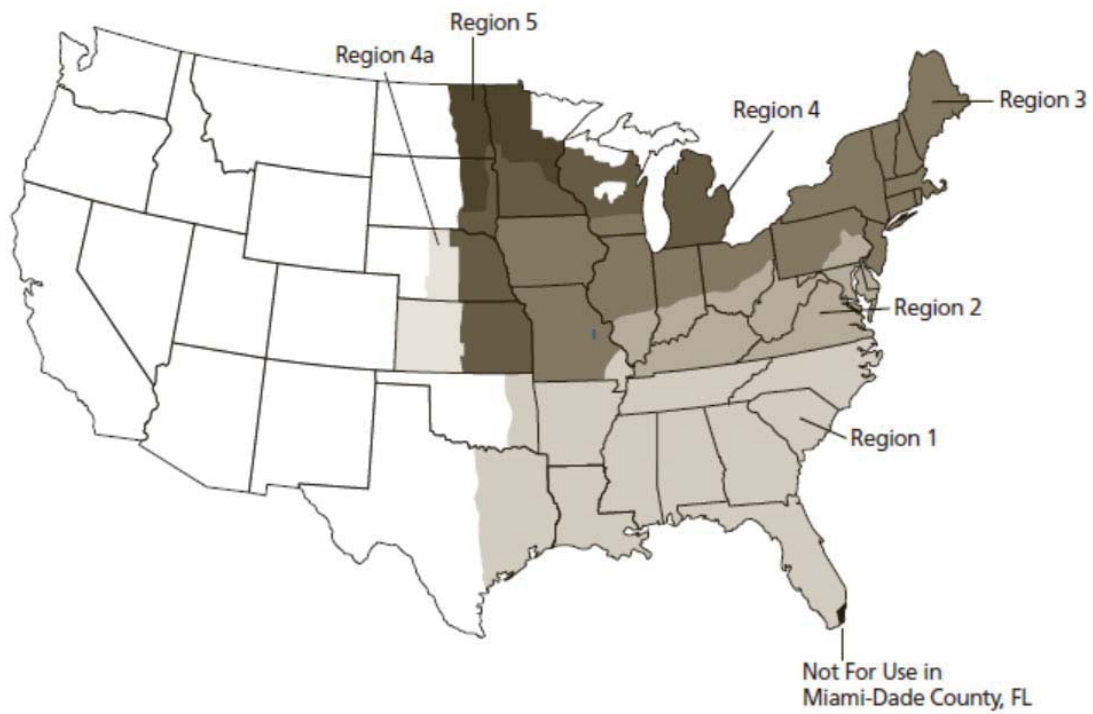 Region 5
Region 4a
Region 4
Region 3
Region 2
Region 1
Not For Use in
Miami-Dade County, FL